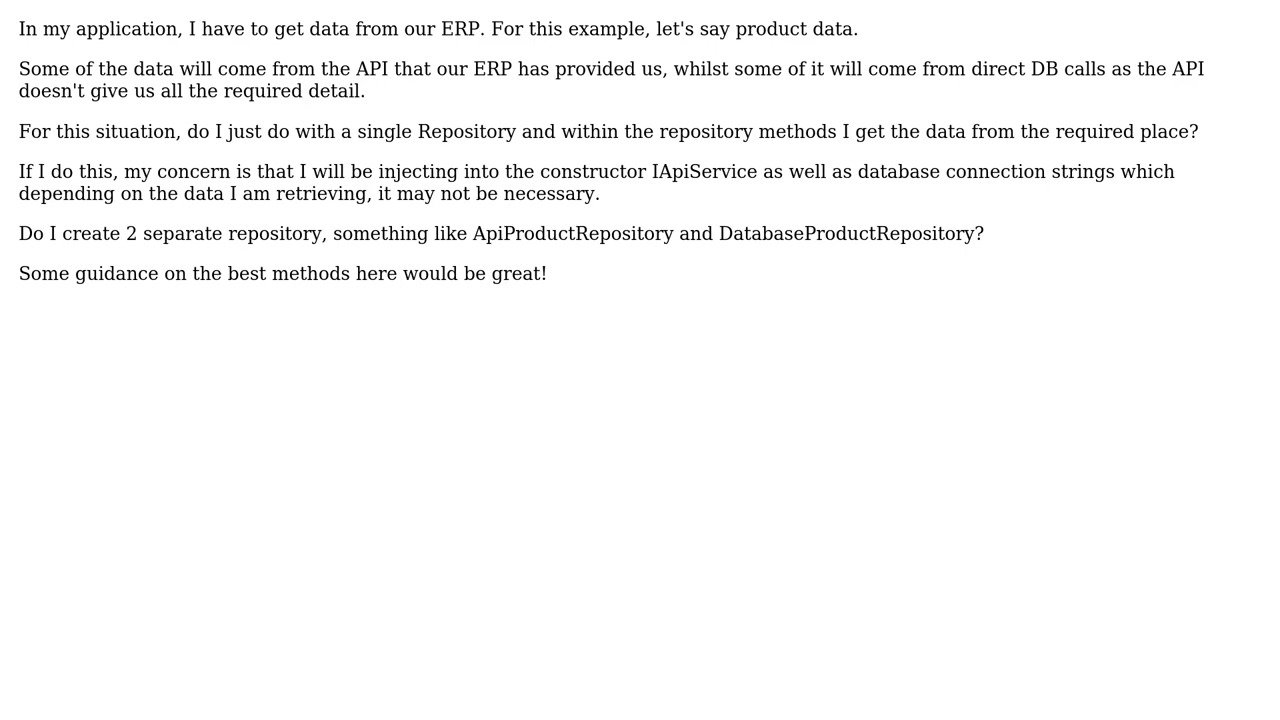 In my application, I have to get data from our ERP. For this example, let's say product data.
Some of the data will come from the API that our ERP has provided us, whilst some of it will come from direct DB calls as the API
doesn't give us all the required detail.
For this situation, do I just do with a single Repository and within the repository methods I get the data from the required place?
If I do this, my concern is that I will be injecting into the constructor IApiService as well as database connection strings which
depending on the data I am retrieving, it may not be necessary.
Do I create 2 separate repository, something like ApiProductRepository and DatabaseProductRepository?
Some guidance on the best methods here would be great!